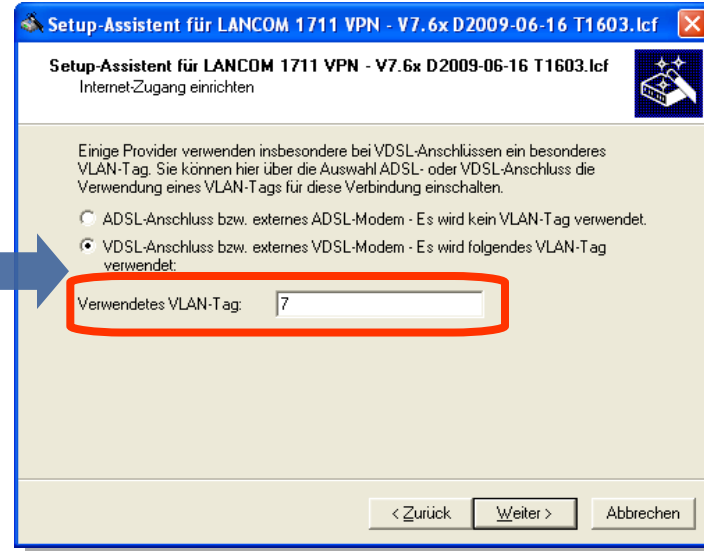 Setup-Assistent für LANCOM 1711 VPN - V7.6x D2009-06-16 T1603.lcf
Setup-Assistent für LANCOM 1711 VPN - V7.6x D2009-06-16 T1603.lcf
Internet-Zugang einrichten
Einige Provider verwenden insbesondere bei VDSL-Anschlüssen ein besonderes
VLAN-Tag. Sie können hier über die Auswahl ADSL- oder VDSL-Anschluss die
Verwendung eines VLAN-Tags für diese Verbindung einschalten.
ADSL-Anschluss bzw. externes ADSL-Modem - Es wird kein VLAN-Tag verwendet.
VDSL-Anschluss bzw. externes VDSL-Modem - Es wird folgendes VLAN-Tag
verwendet:
Verwendetes VLAN-Tag: 7
< Zurück Weiter > Abbrechen